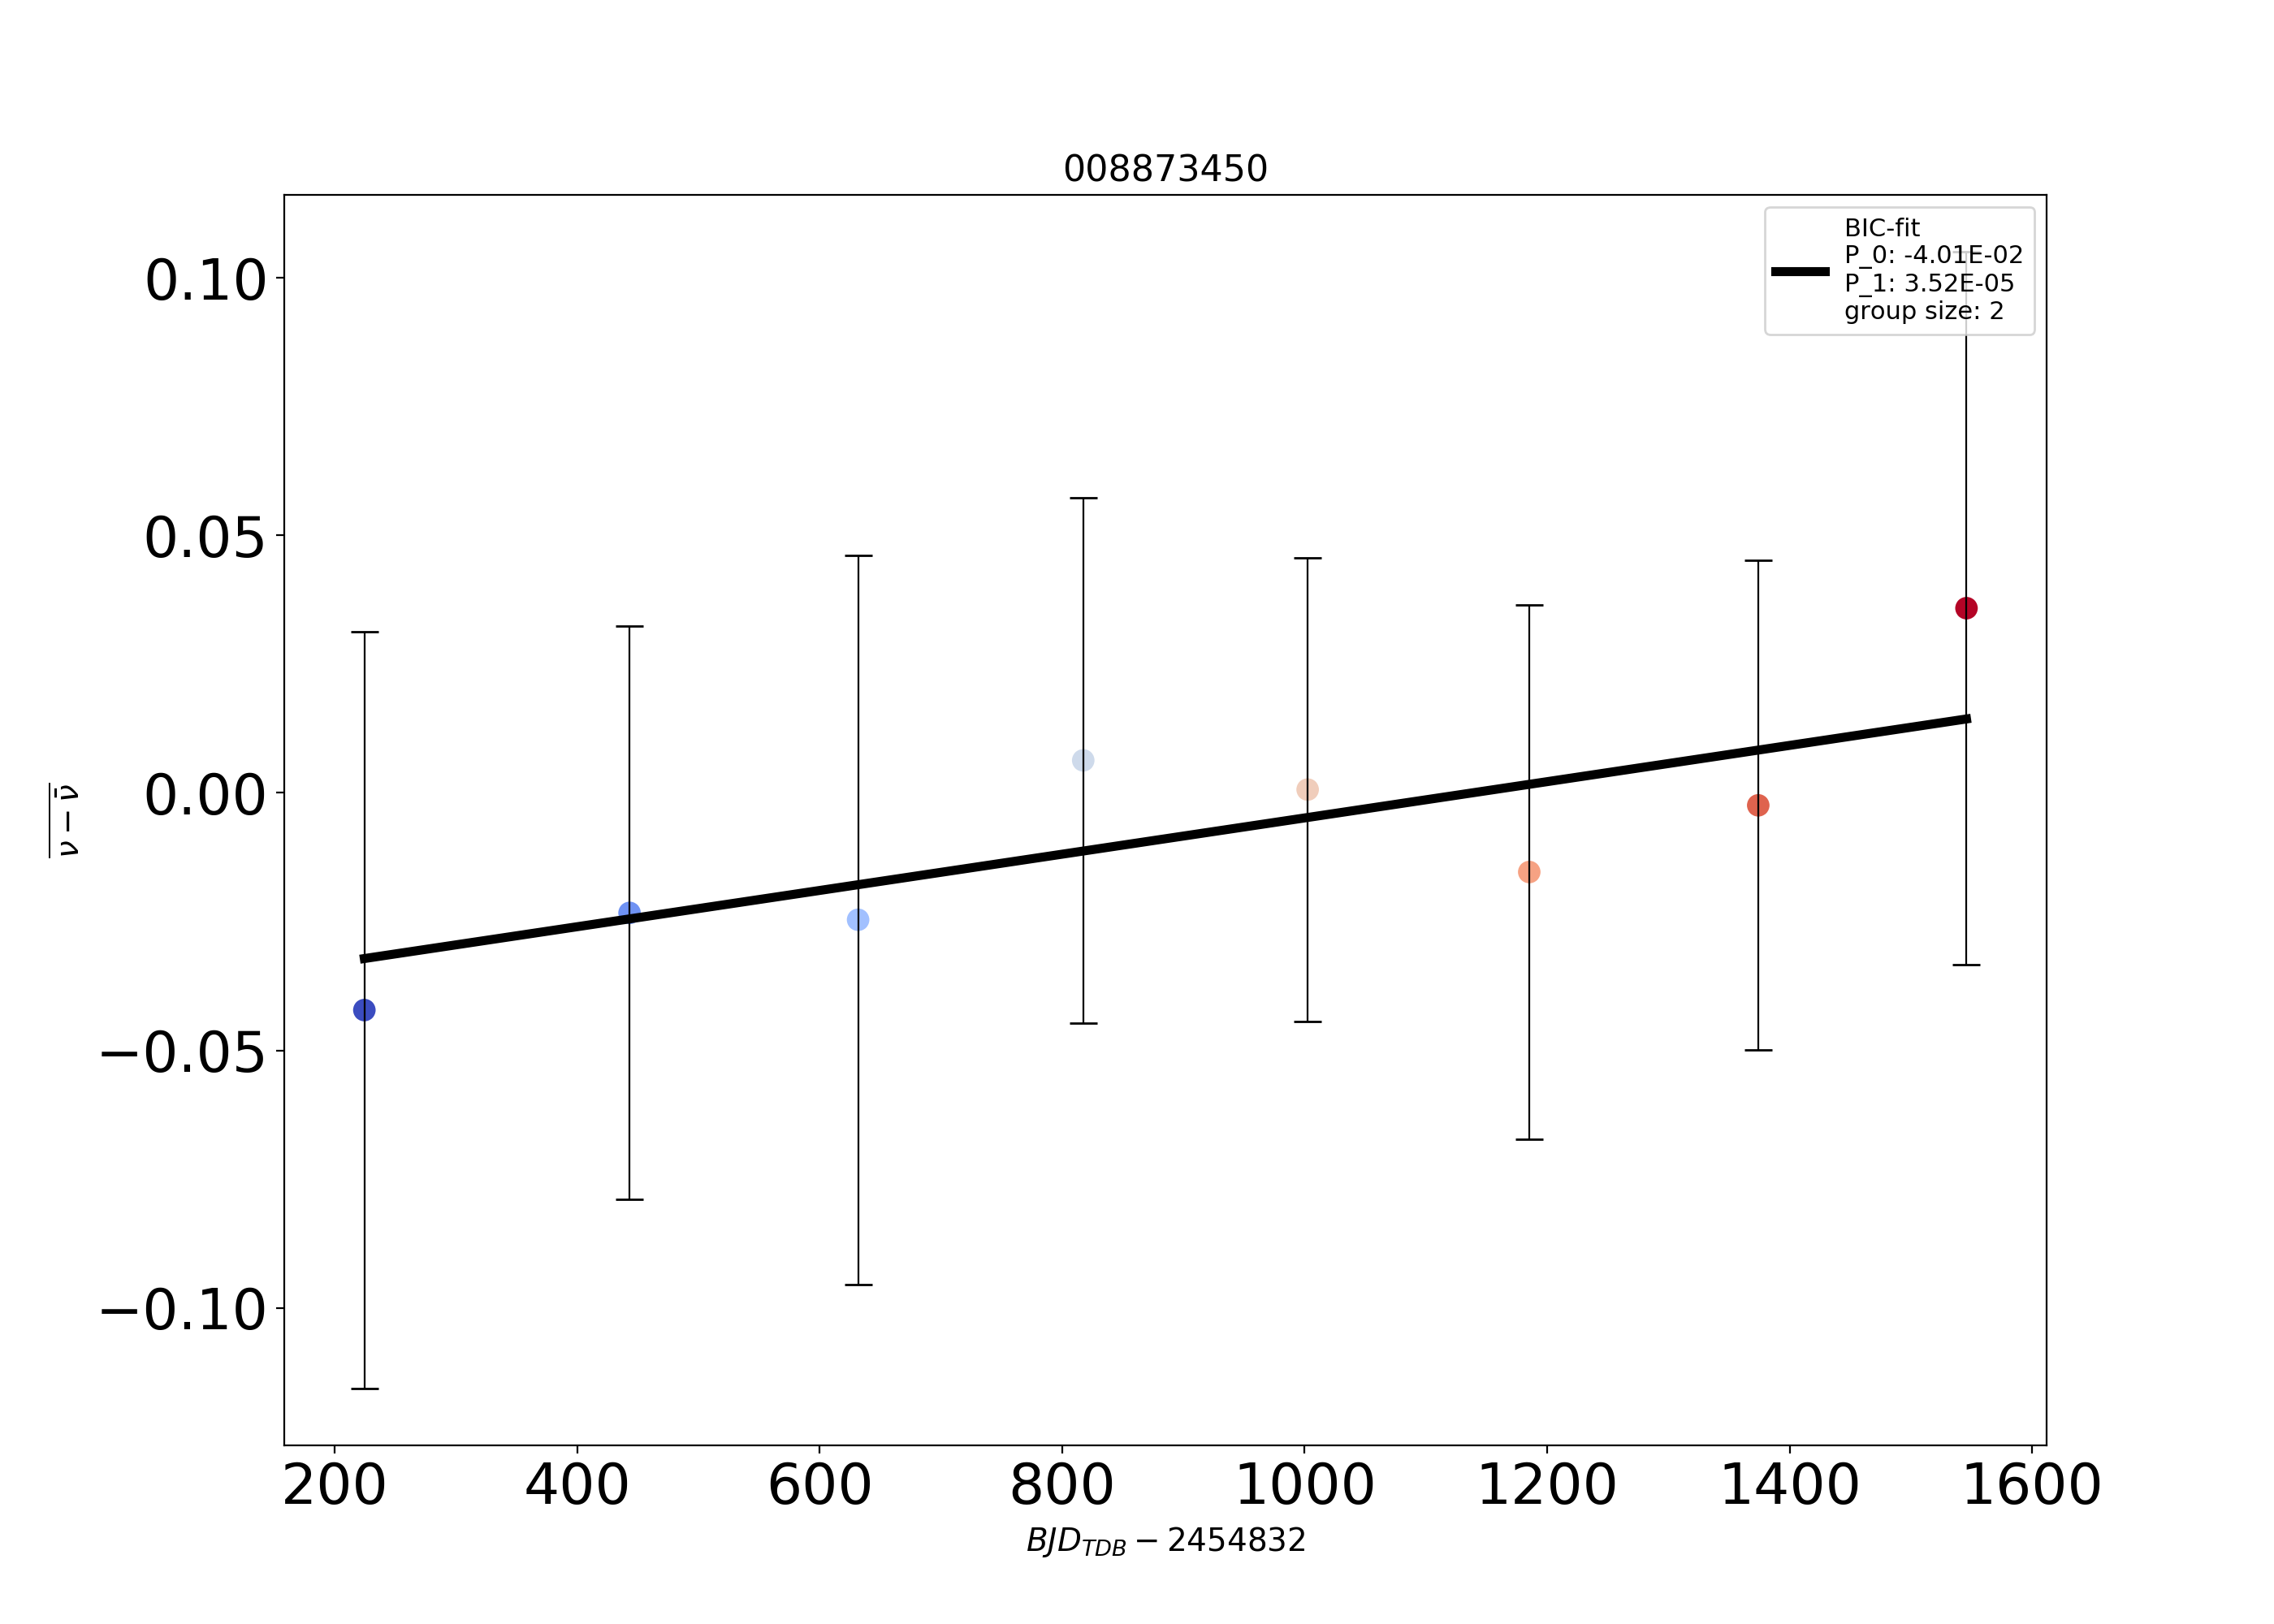 008873450
BIC-fit
P_0: -4.01E-02
P_1: 3.52E-05
group size: 2
0.10
0.05
0.00
−0.05
−0.10
ν − ν̄
200 400 600 800 1000 1200 1400 1600
BJD_TDB − 2454832